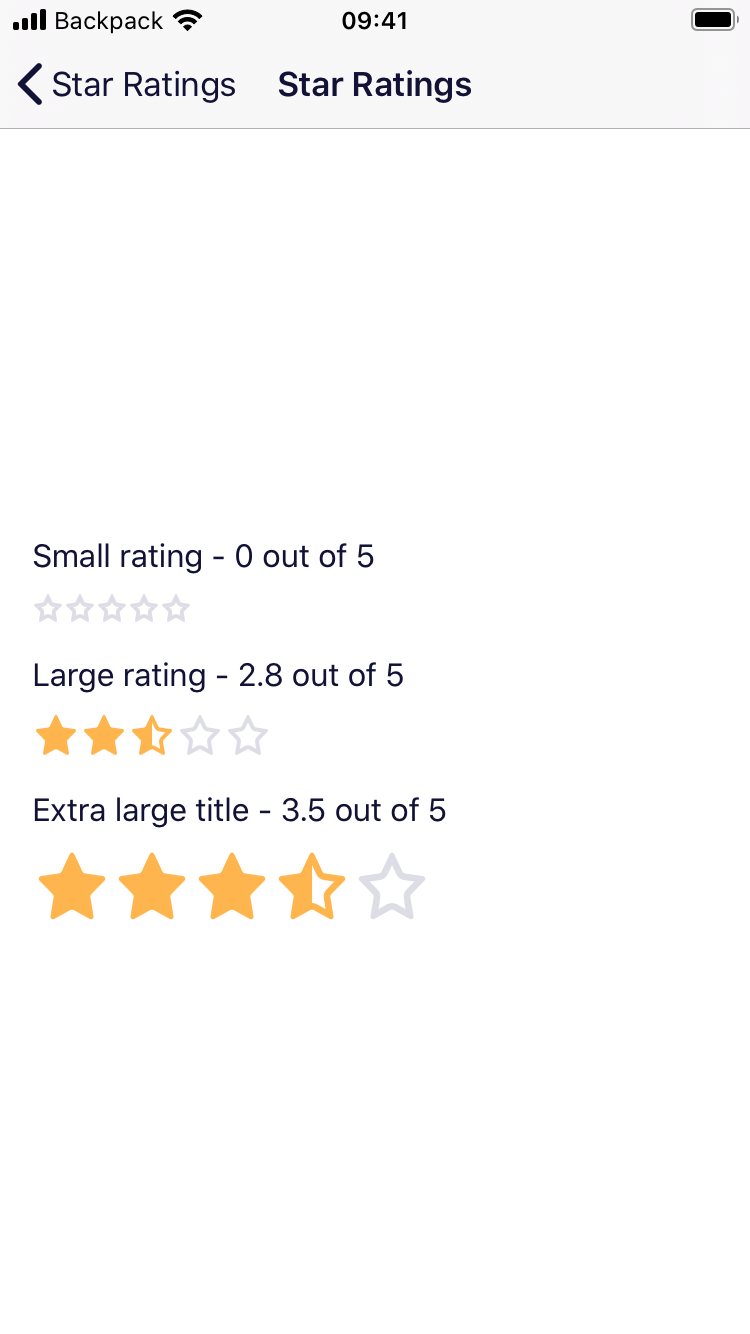 Backpack 09:41
Star Ratings Star Ratings
Small rating - 0 out of 5
Large rating - 2.8 out of 5
Extra large title - 3.5 out of 5